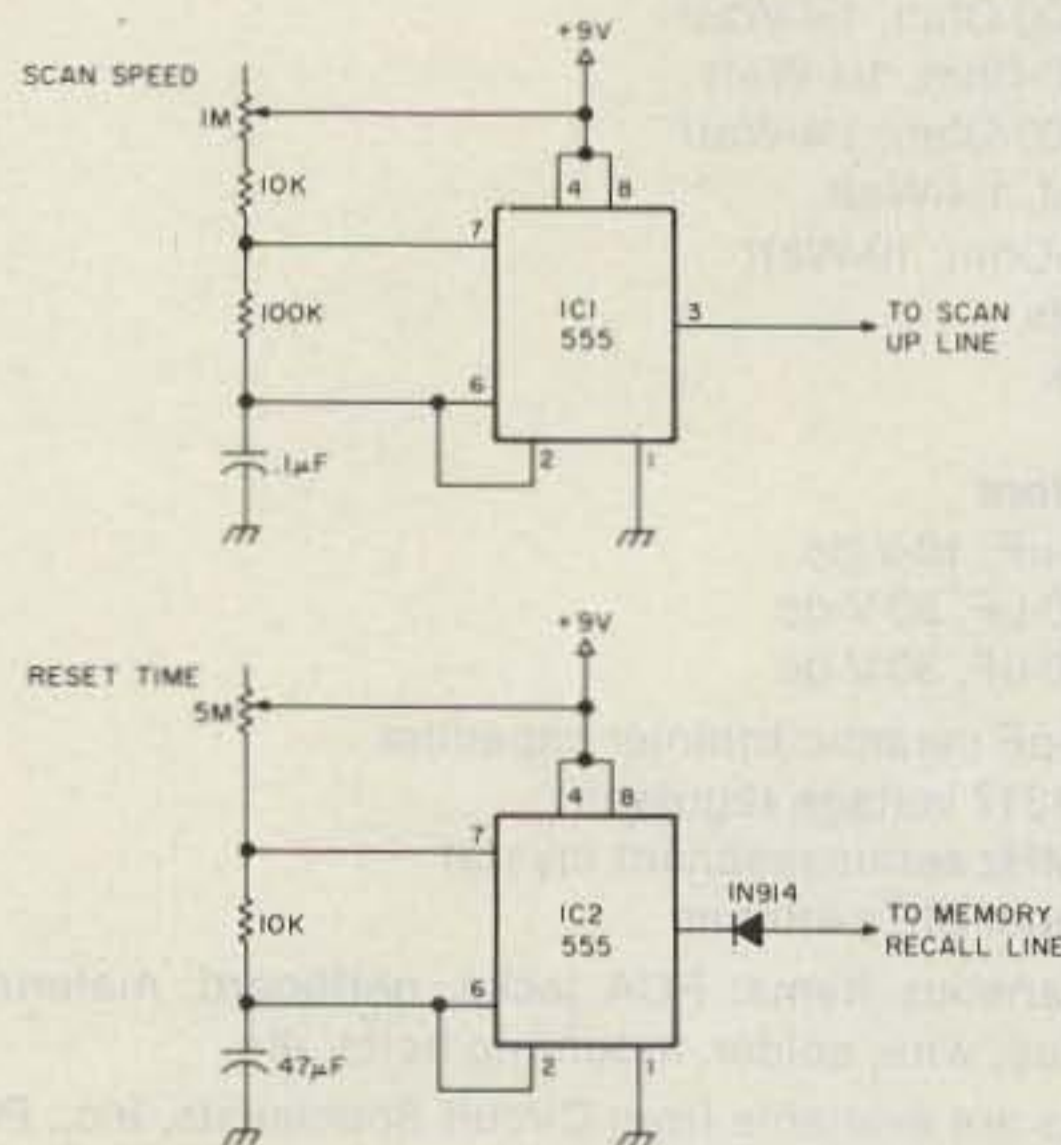 +9V
SCAN SPEED
1M
10K
4 8
7
100K
IC1
555
3
TO SCAN
UP LINE
6
2
1
.1µF
+9V
RESET TIME
5M
4 8
7
10K
IC2
555
1N914
TO MEMORY
RECALL LINE
6
2
1
47µF